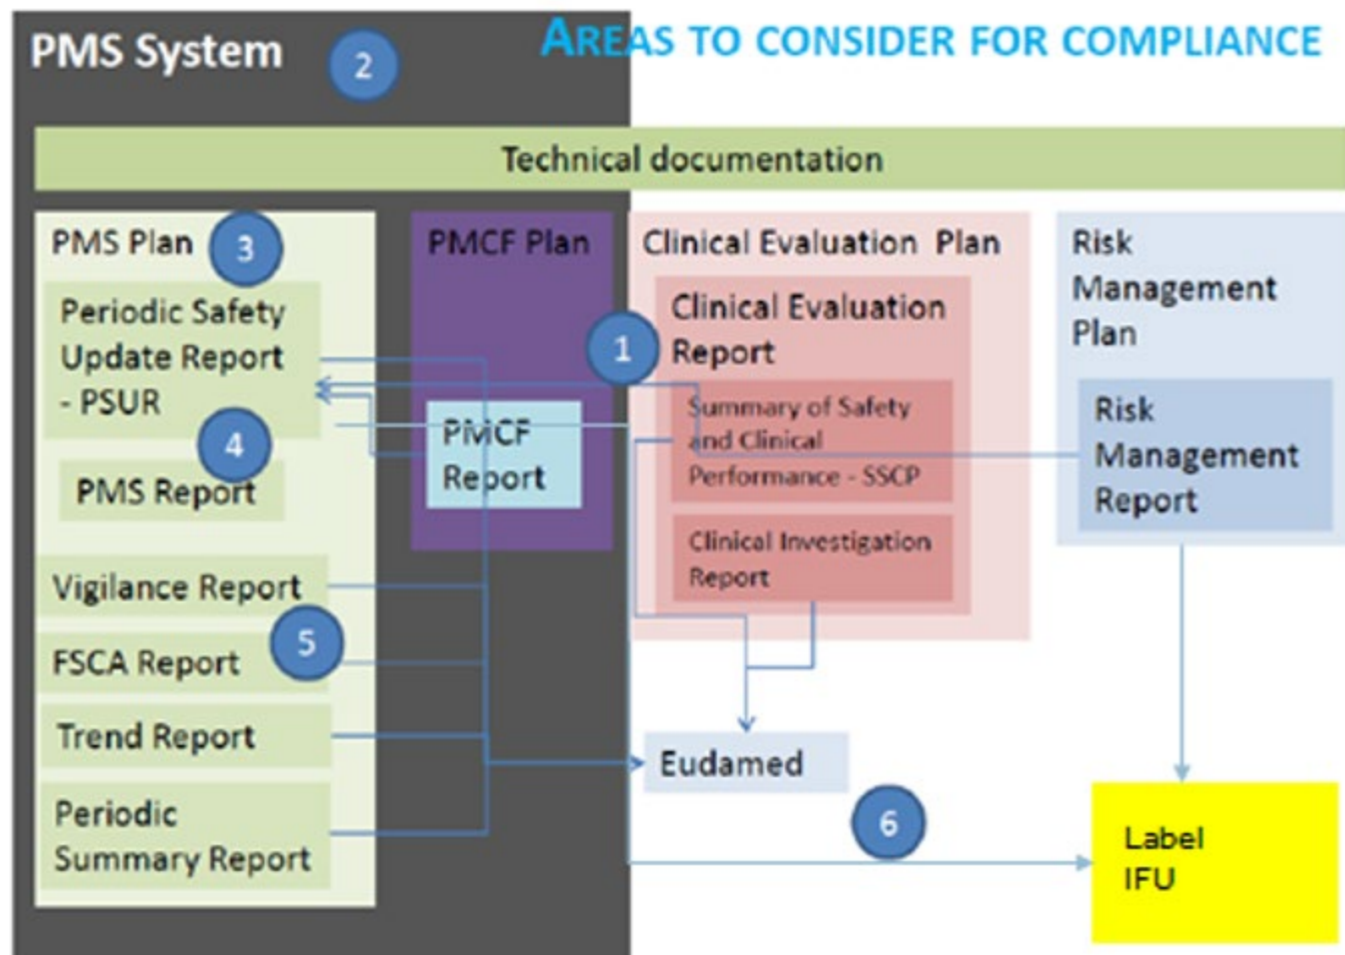 PMS System
2
AREAS TO CONSIDER FOR COMPLIANCE
Technical documentation
PMS Plan
3
Periodic Safety
Update Report
- PSUR
4
PMS Report
Vigilance Report
5
FSCA Report
Trend Report
Periodic
Summary Report
PMCF Plan
1
PMCF
Report
Clinical Evaluation Plan
Clinical Evaluation
Report
Summary of Safety
and Clinical
Performance - SSCP
Clinical Investigation
Report
Eudamed
6
Risk
Management
Plan
Risk
Management
Report
Label
IFU